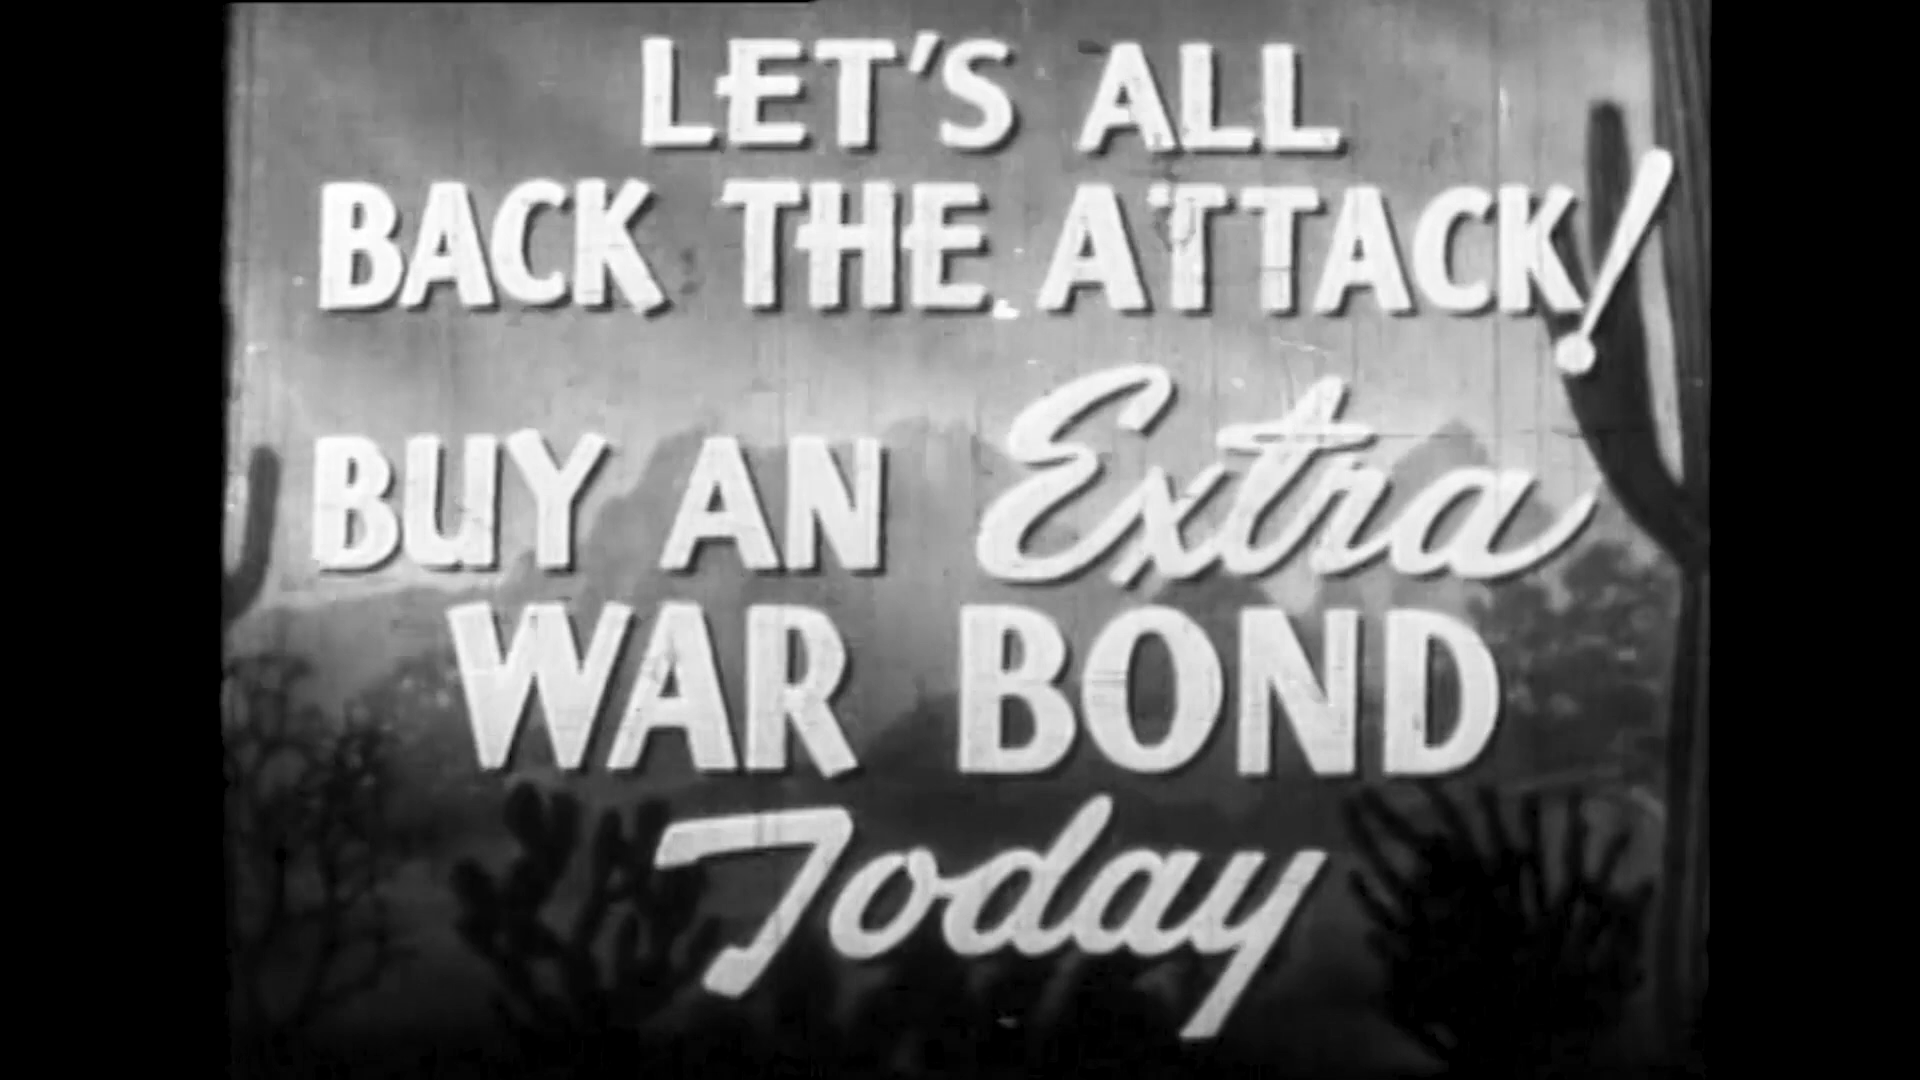 LET'S ALL
BACK THE ATTACK!
BUY AN Extra
WAR BOND
Today